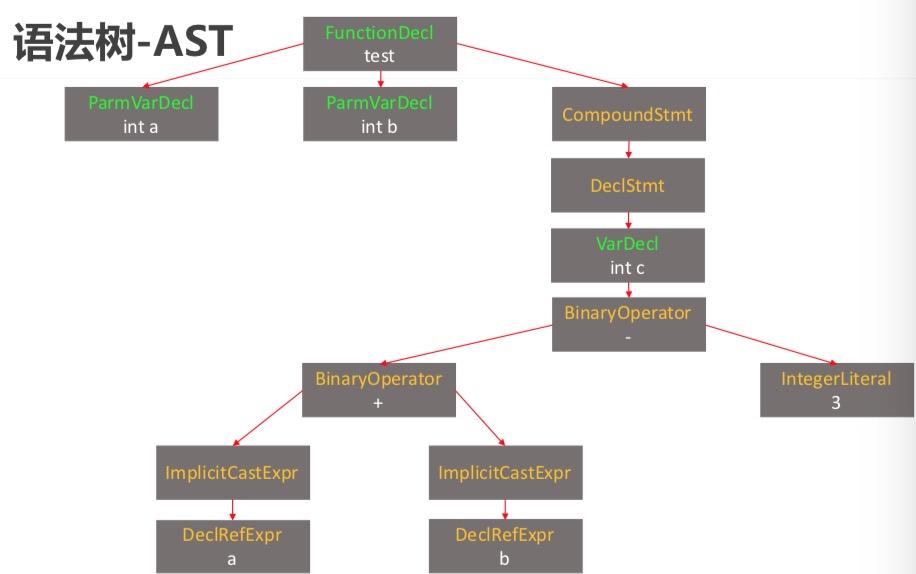 语法树-AST
FunctionDecl
test
ParmVarDecl
int a
ParmVarDecl
int b
CompoundStmt
DeclStmt
VarDecl
int c
BinaryOperator
-
BinaryOperator
+
IntegerLiteral
3
ImplicitCastExpr
ImplicitCastExpr
DeclRefExpr
a
DeclRefExpr
b